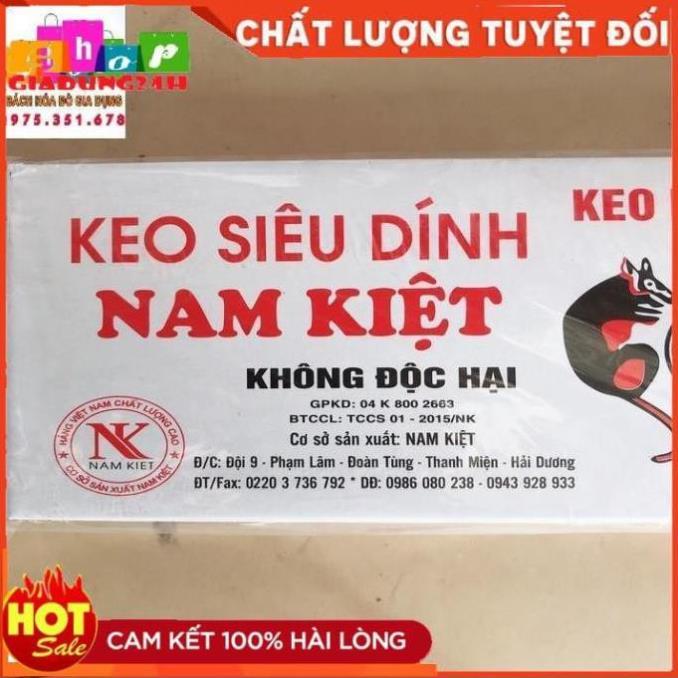 Shop
GIADUNG24H
BÁCH HÓA ĐỒ GIA DỤNG
0975.351.678
CHẤT LƯỢNG TUYỆT ĐỐI
KEO SIÊU DÍNH
NAM KIỆT
KEO
KHÔNG ĐỘC HẠI
GPKD: 04 K 800 2663
BTCCL: TCCS 01 - 2015/NK
Cơ sở sản xuất: NAM KIỆT
Đ/C: Đội 9 - Phạm Lâm - Đoàn Tùng - Thanh Miện - Hải Dương
ĐT/Fax: 0220 3 736 792 * DĐ: 0986 080 238 - 0943 928 933
HÀNG VIỆT NAM CHẤT LƯỢNG CAO
NK
NAM KIET
CƠ SỞ SẢN XUẤT NAM KIỆT
HOT
Sale
CAM KẾT 100% HÀI LÒNG